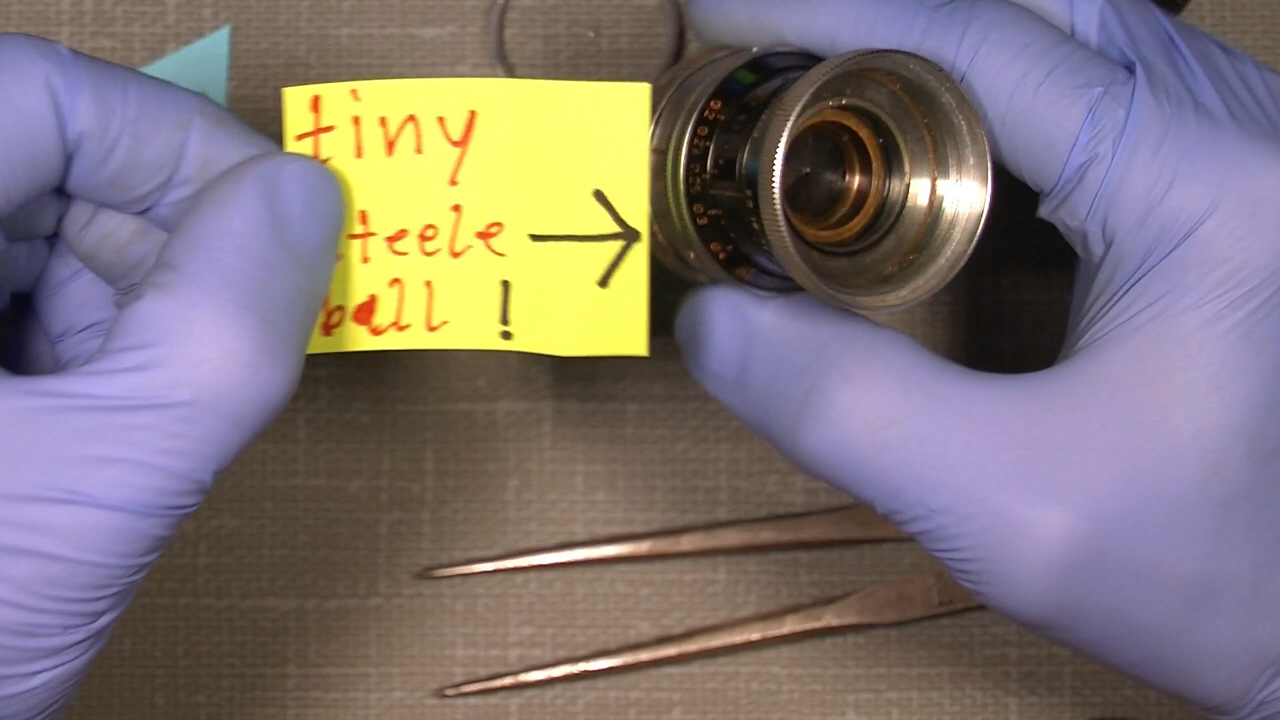 tiny
teele →
ball !